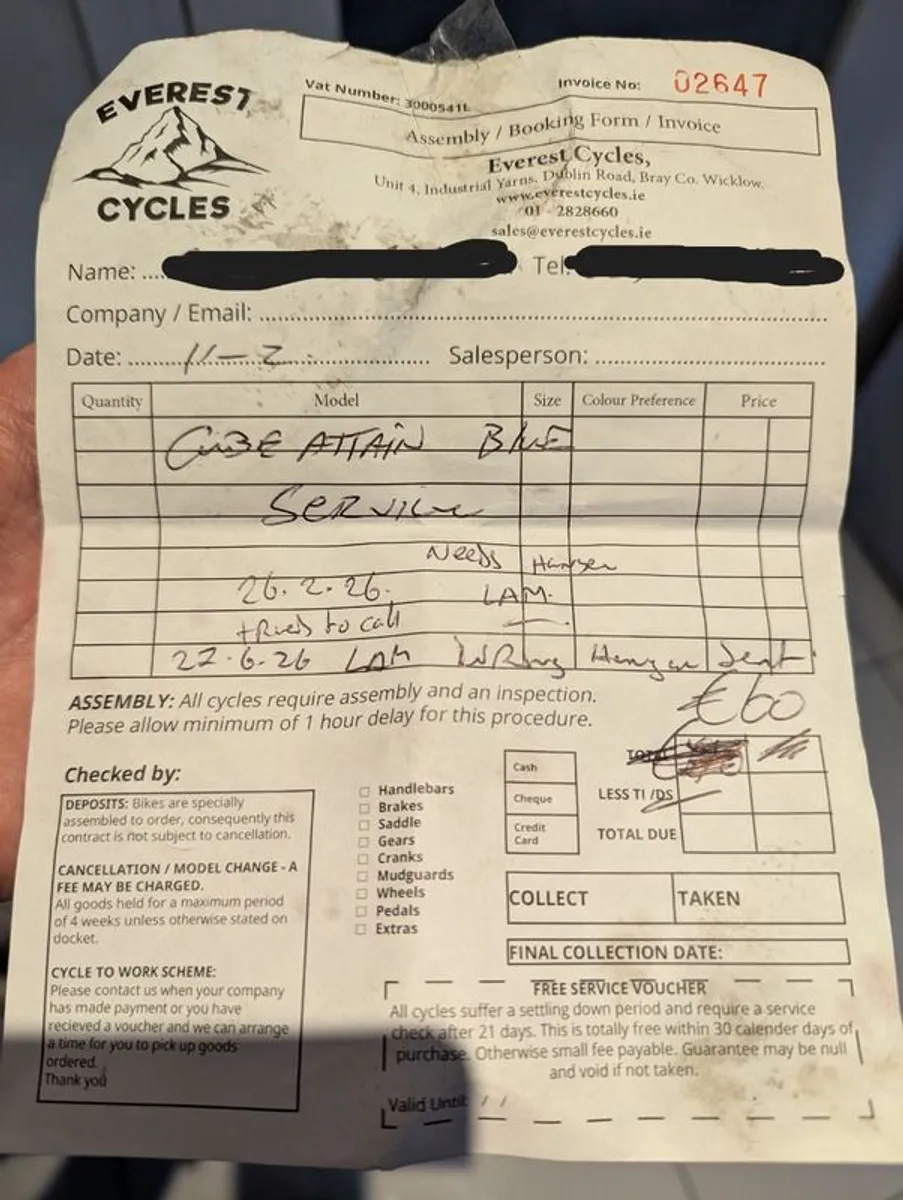 EVEREST
CYCLES
Vat Number: 3000541L
Invoice No: 02647
Assembly / Booking Form / Invoice
Everest Cycles,
Unit 4, Industrial Yarns, Dublin Road, Bray Co. Wicklow.
www.everestcycles.ie
01 - 2828660
sales@everestcycles.ie
Name: ....
Tel:
Company / Email:
Date: 11-2 Salesperson:
Quantity Model Size Colour Preference Price
CUBE ATTAIN BLUE
SERVICE
Needs Hanger
26.2.26. LAM.
tried to call
22.6.26 LAM WRong Hanger Sent
€60
ASSEMBLY: All cycles require assembly and an inspection.
Please allow minimum of 1 hour delay for this procedure.
Checked by:
DEPOSITS: Bikes are specially
assembled to order, consequently this
contract is not subject to cancellation.
CANCELLATION / MODEL CHANGE - A
FEE MAY BE CHARGED.
All goods held for a maximum period
of 4 weeks unless otherwise stated on
docket.
CYCLE TO WORK SCHEME:
Please contact us when your company
has made payment or you have
recieved a voucher and we can arrange
a time for you to pick up goods
ordered.
Thank you
Handlebars
Brakes
Saddle
Gears
Cranks
Mudguards
Wheels
Pedals
Extras
Cash
Cheque
Credit
Card
TOTAL
LESS
TOTAL DUE
COLLECT TAKEN
FINAL COLLECTION DATE:
FREE SERVICE VOUCHER
All cycles suffer a settling down period and require a service
check after 21 days. This is totally free within 30 calender days of
purchase. Otherwise small fee payable. Guarantee may be null
and void if not taken.
Valid Until: / /